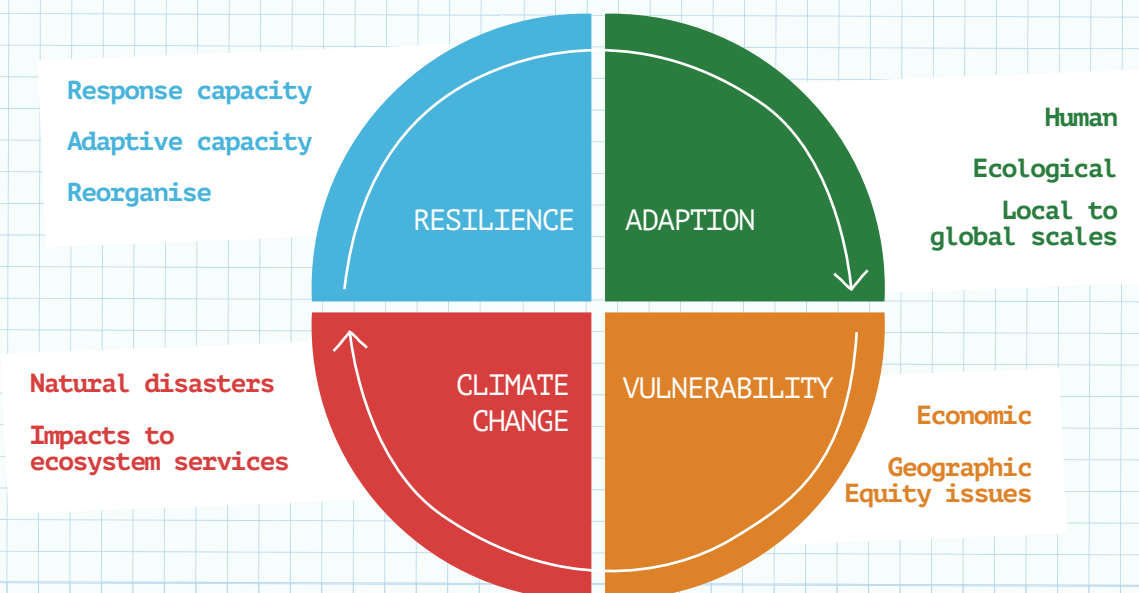 Response capacity
Adaptive capacity
Reorganise
RESILIENCE
ADAPTION
Human
Ecological
Local to
global scales
Natural disasters
Impacts to
ecosystem services
CLIMATE
CHANGE
VULNERABILITY
Economic
Geographic
Equity issues